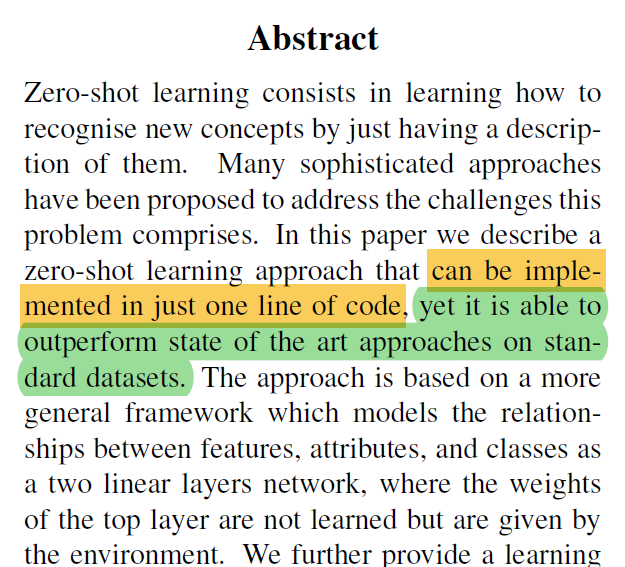 Abstract
Zero-shot learning consists in learning how to
recognise new concepts by just having a descrip-
tion of them. Many sophisticated approaches
have been proposed to address the challenges this
problem comprises. In this paper we describe a
zero-shot learning approach that can be imple-
mented in just one line of code, yet it is able to
outperform state of the art approaches on stan-
dard datasets. The approach is based on a more
general framework which models the relation-
ships between features, attributes, and classes as
a two linear layers network, where the weights
of the top layer are not learned but are given by
the environment. We further provide a learning